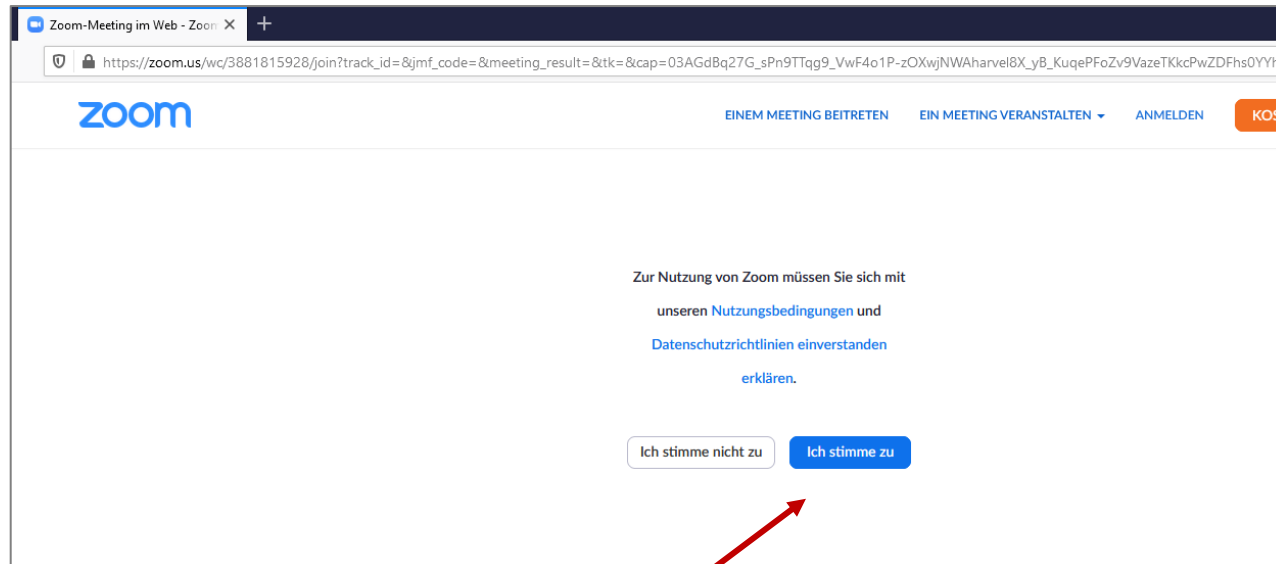 Zoom-Meeting im Web - Zoom
https://zoom.us/wc/3881815928/join?track_id=&jmf_code=&meeting_result=&tk=&cap=03AGdBq27G_sPn9TTqg9_VwF4o1P-zOXwjNWAharvel8X_yB_KuqePFoZv9VazeTKkcPwZDFhs0YYh
zoom EINEM MEETING BEITRETEN EIN MEETING VERANSTALTEN ANMELDEN KOS
Zur Nutzung von Zoom müssen Sie sich mit
unseren Nutzungsbedingungen und
Datenschutzrichtlinien einverstanden
erklären.
Ich stimme nicht zu Ich stimme zu